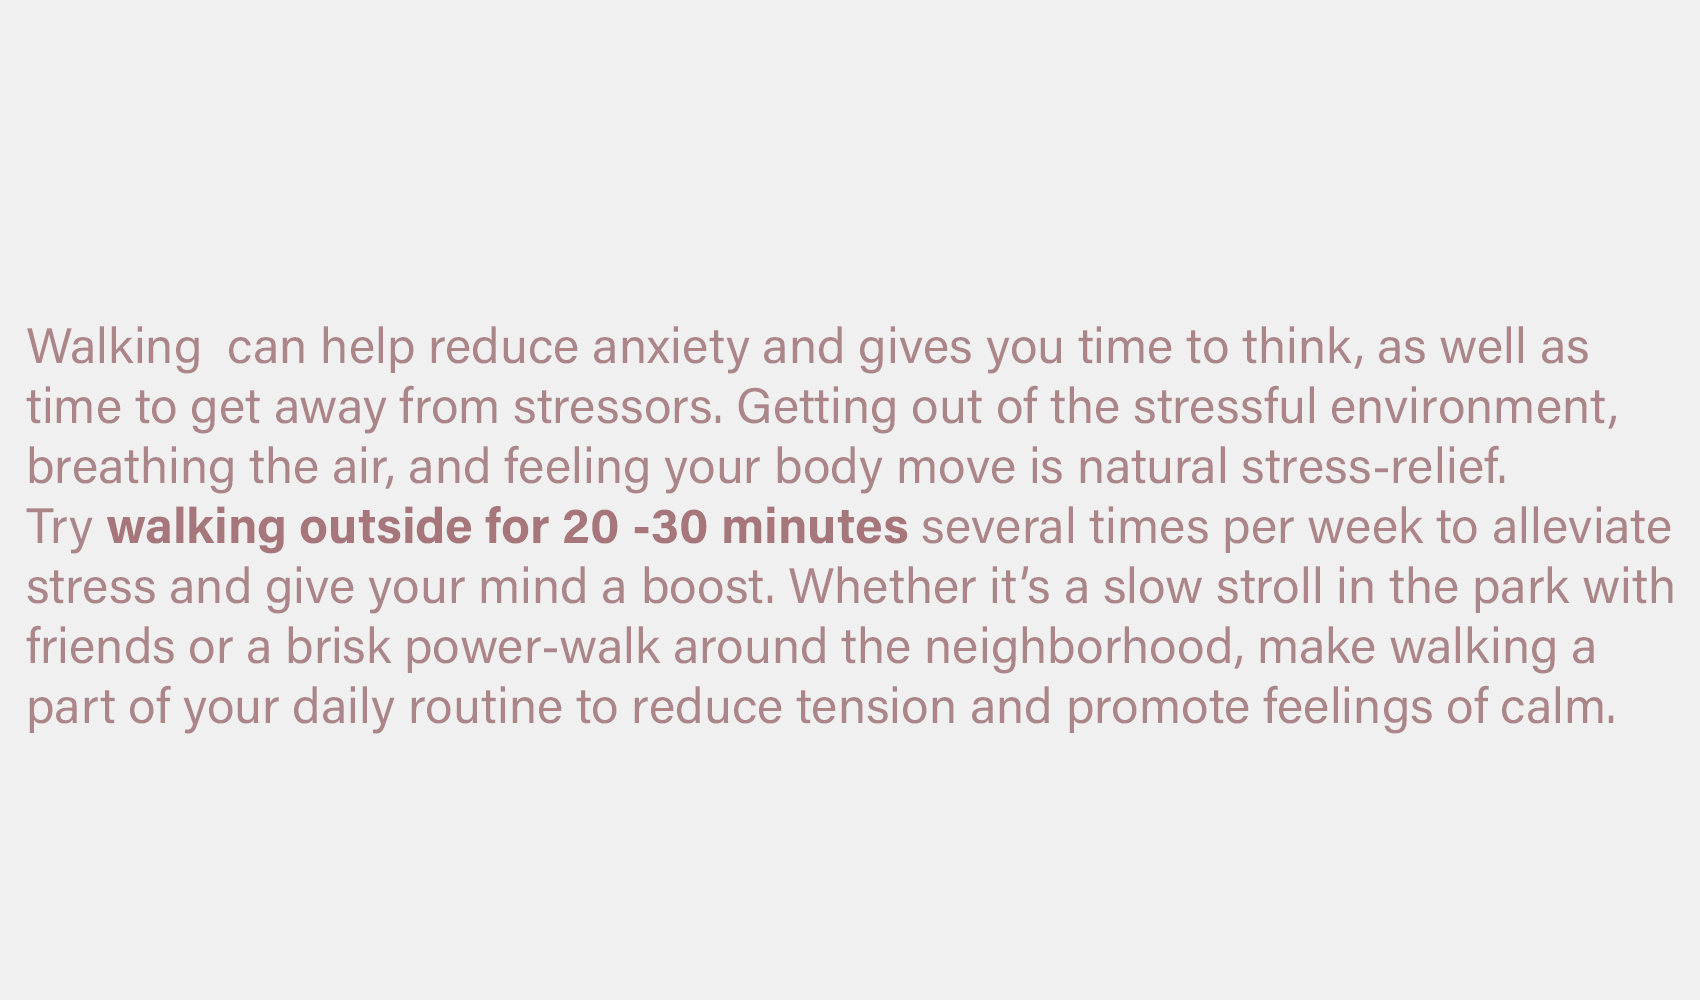 Walking  can help reduce anxiety and gives you time to think, as well as
time to get away from stressors. Getting out of the stressful environment,
breathing the air, and feeling your body move is natural stress-relief.
Try walking outside for 20 -30 minutes several times per week to alleviate
stress and give your mind a boost. Whether it’s a slow stroll in the park with
friends or a brisk power-walk around the neighborhood, make walking a
part of your daily routine to reduce tension and promote feelings of calm.